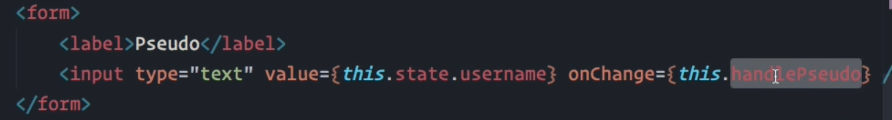 <form>
<label>Pseudo</label>
<input type="text" value={this.state.username} onChange={this.handlePseudo} /
</form>